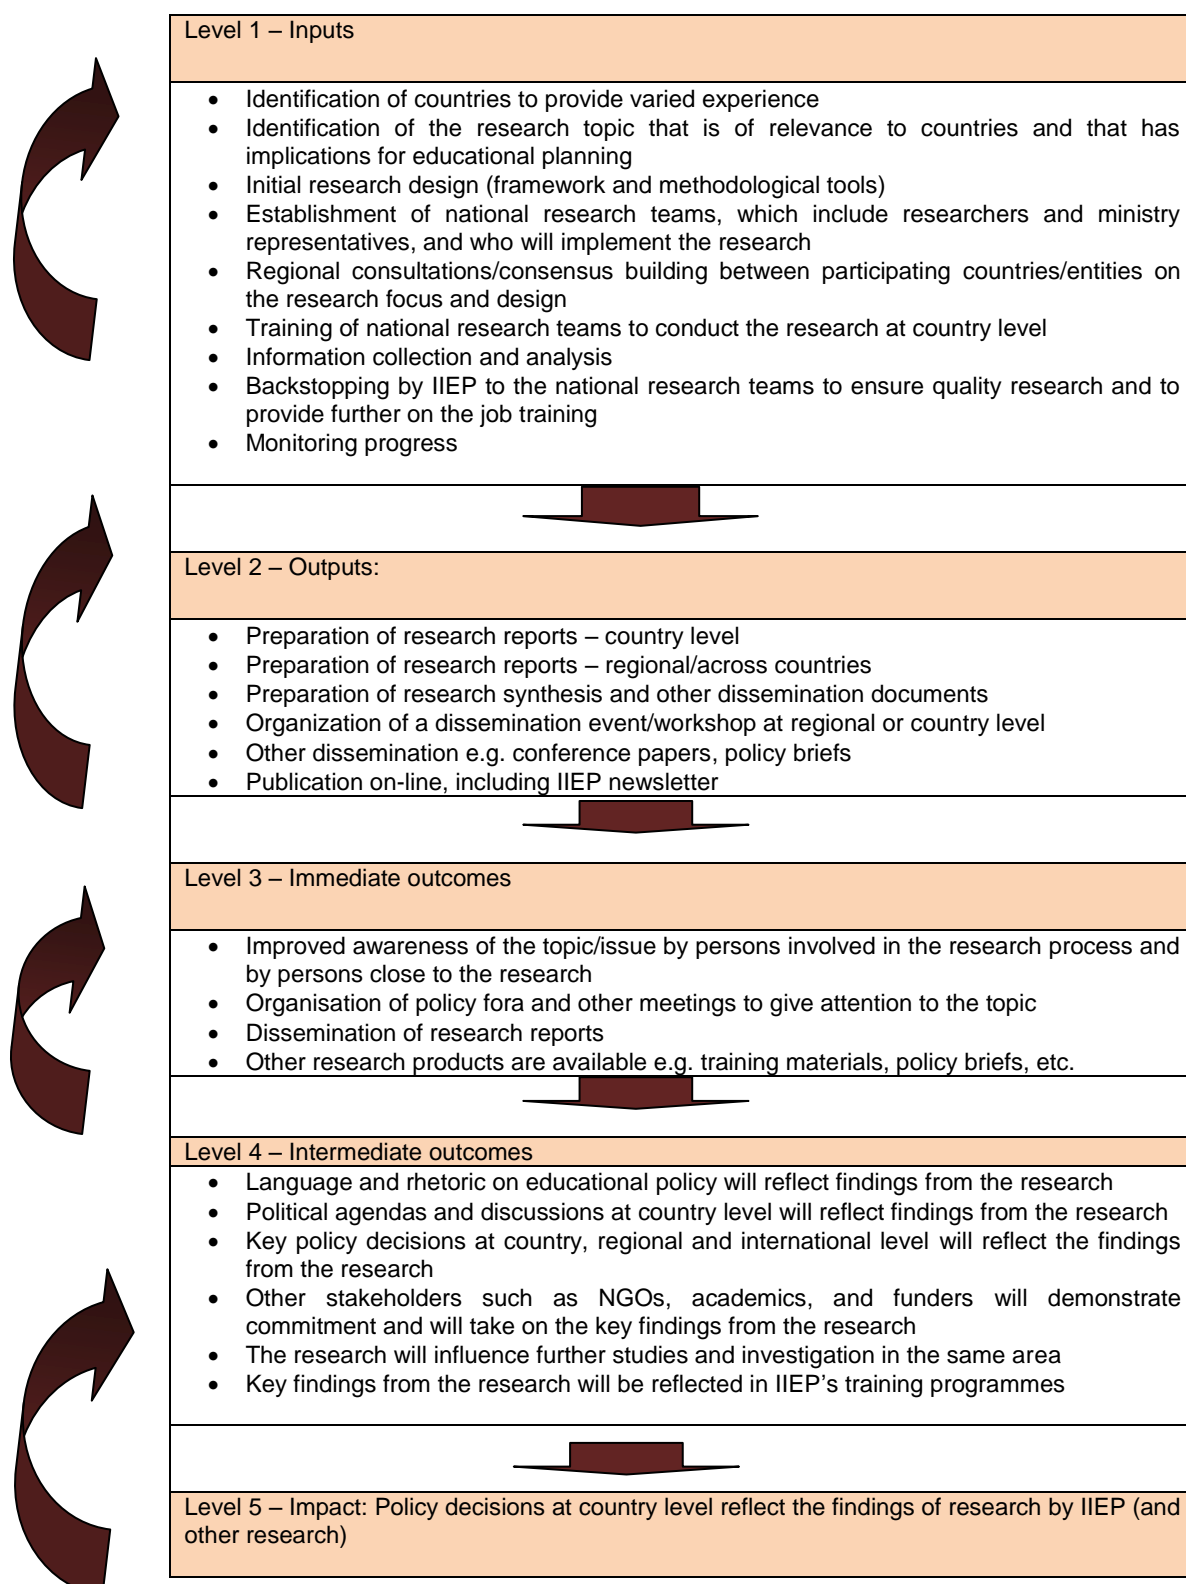 Level 1 – Inputs
• Identification of countries to provide varied experience
• Identification of the research topic that is of relevance to countries and that has
implications for educational planning
• Initial research design (framework and methodological tools)
• Establishment of national research teams, which include researchers and ministry
representatives, and who will implement the research
• Regional consultations/consensus building between participating countries/entities on
the research focus and design
• Training of national research teams to conduct the research at country level
• Information collection and analysis
• Backstopping by IIEP to the national research teams to ensure quality research and to
provide further on the job training
• Monitoring progress
Level 2 – Outputs:
• Preparation of research reports – country level
• Preparation of research reports – regional/across countries
• Preparation of research synthesis and other dissemination documents
• Organization of a dissemination event/workshop at regional or country level
• Other dissemination e.g. conference papers, policy briefs
• Publication on-line, including IIEP newsletter
Level 3 – Immediate outcomes
• Improved awareness of the topic/issue by persons involved in the research process and
by persons close to the research
• Organisation of policy fora and other meetings to give attention to the topic
• Dissemination of research reports
• Other research products are available e.g. training materials, policy briefs, etc.
Level 4 – Intermediate outcomes
• Language and rhetoric on educational policy will reflect findings from the research
• Political agendas and discussions at country level will reflect findings from the research
• Key policy decisions at country, regional and international level will reflect the findings
from the research
• Other stakeholders such as NGOs, academics, and funders will demonstrate
commitment and will take on the key findings from the research
• The research will influence further studies and investigation in the same area
• Key findings from the research will be reflected in IIEP’s training programmes
Level 5 – Impact: Policy decisions at country level reflect the findings of research by IIEP (and
other research)